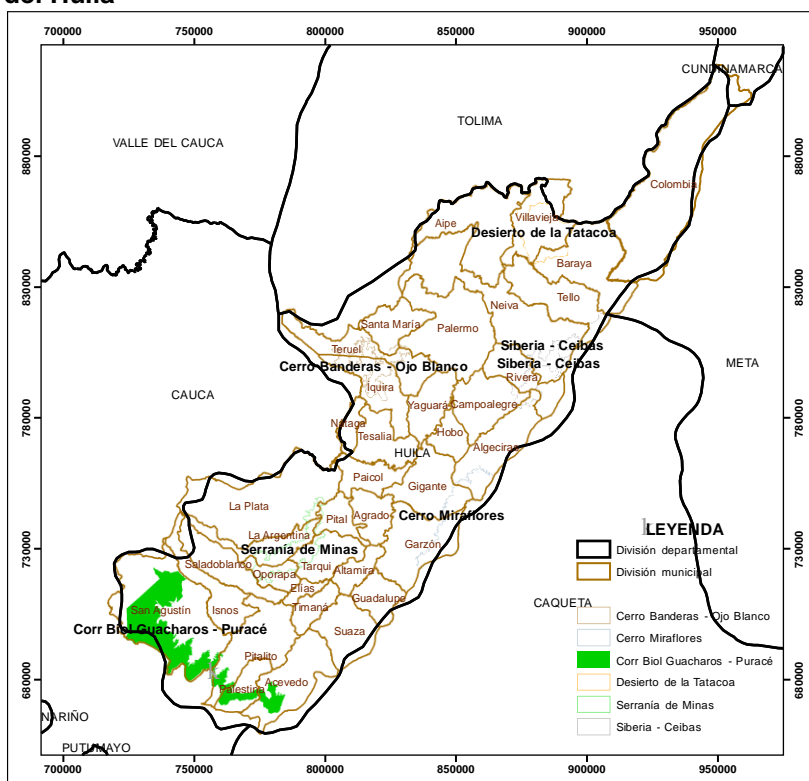 del Huila
700000 750000 800000 850000 900000 950000
CUNDINAMARCA
TOLIMA
VALLE DEL CAUCA
880000 880000
Colombia
Villavieja
Aipe
Desierto de la Tatacoa
Baraya
830000 830000
Tello
Neiva
Santa María
Palermo
Siberia - Ceibas
Teruel
Cerro Banderas - Ojo Blanco
Siberia - Ceibas
META
Rivera
Iquira
CAUCA
Yaguará
Campoalegre
780000 780000
Nátaga
Tesalia
Hobo
Algeciras
HUILA
Paicol
Gigante
La Plata
Pital
Agrado
Cerro Miraflores
LEYENDA
La Argentina
Garzón
Serranía de Minas
730000 730000
División departamental
Saladoblanco
Tarqui
Altamira
Oporapa
División municipal
Elías
Guadalupe
CAQUETA
San Agustín
Isnos
Timaná
Cerro Banderas - Ojo Blanco
Corr Biol Guacharos - Puracé
Suaza
Cerro Miraflores
Pitalito
Corr Biol Guacharos - Puracé
680000 680000
Palestina
Acevedo
Desierto de la Tatacoa
Serranía de Minas
NARIÑO
Siberia - Ceibas
PUTUMAYO
700000 750000 800000 850000 900000 950000